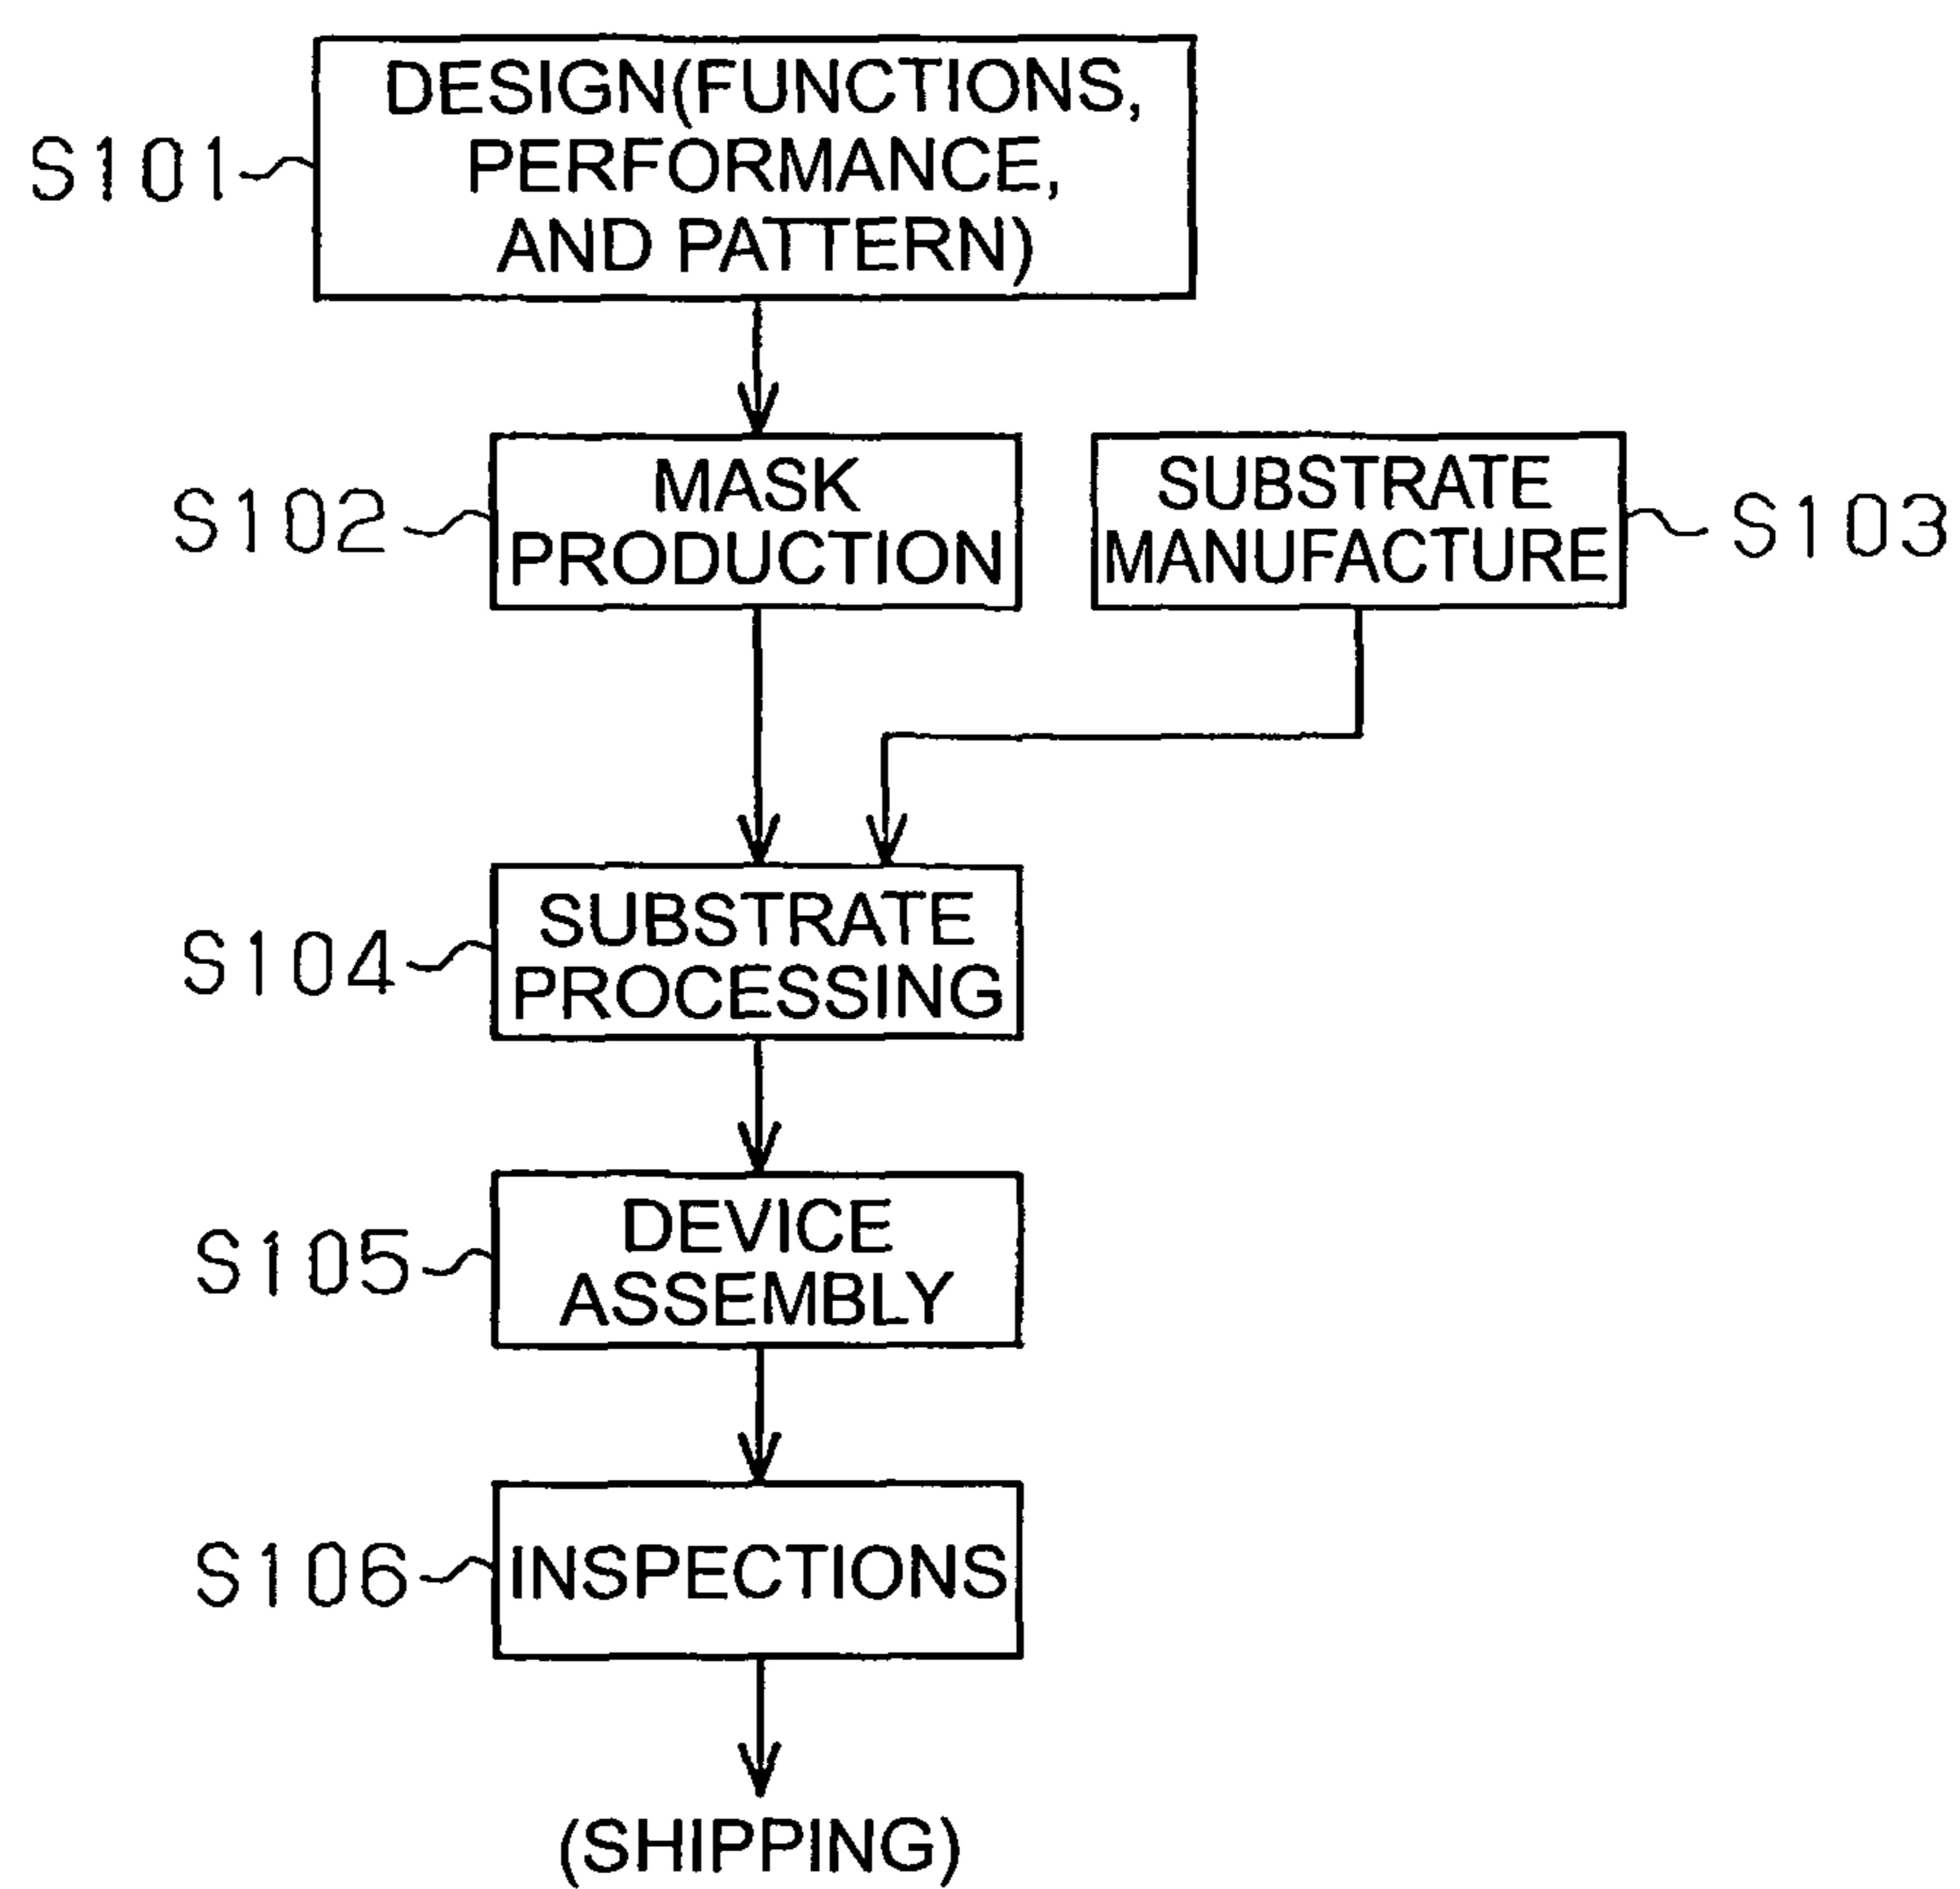 DESIGN(FUNCTIONS,
PERFORMANCE,
AND PATTERN)
S101
MASK
PRODUCTION
S102
SUBSTRATE
MANUFACTURE
S103
SUBSTRATE
PROCESSING
S104
DEVICE
ASSEMBLY
S105
INSPECTIONS
S106
(SHIPPING)